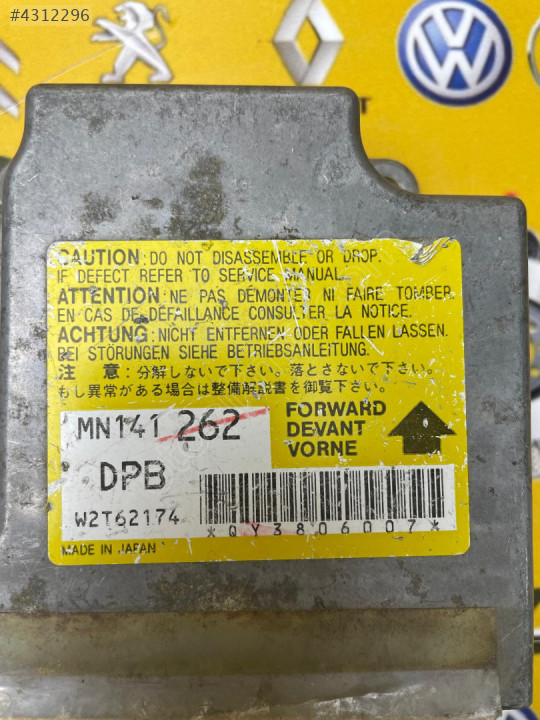 #4312296
CAUTION: DO NOT DISASSEMBLE OR DROP.
IF DEFECT REFER TO SERVICE MANUAL.
ATTENTION: NE PAS DÉMONTER NI FAIRE TOMBER
EN CAS DE DÉFAILLANCE CONSULTER LA NOTICE.
ACHTUNG: NICHT ENTFERNEN ODER FALLEN LASSEN.
BEI STÖRUNGEN SIEHE BETRIEBSANLEITUNG.
注 意:分解しないで下さい。落とさないで下さい。
もし異常がある場合は整備解説書を御覧下さい。
MN141 262
FORWARD
DEVANT
VORNE
DPB
W2T62174
*QY3806007*
MADE IN JAPAN